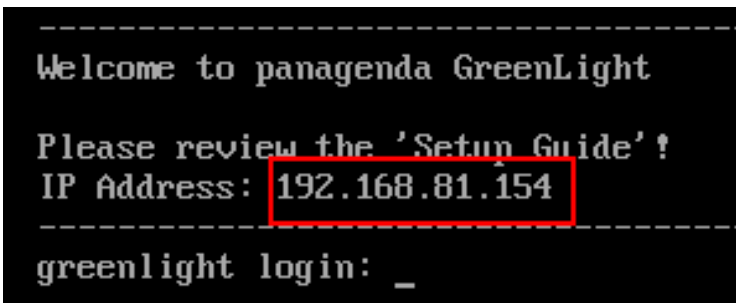 Welcome to panagenda GreenLight
Please review the 'Setup Guide'!
IP Address: 192.168.81.154
greenlight login: _